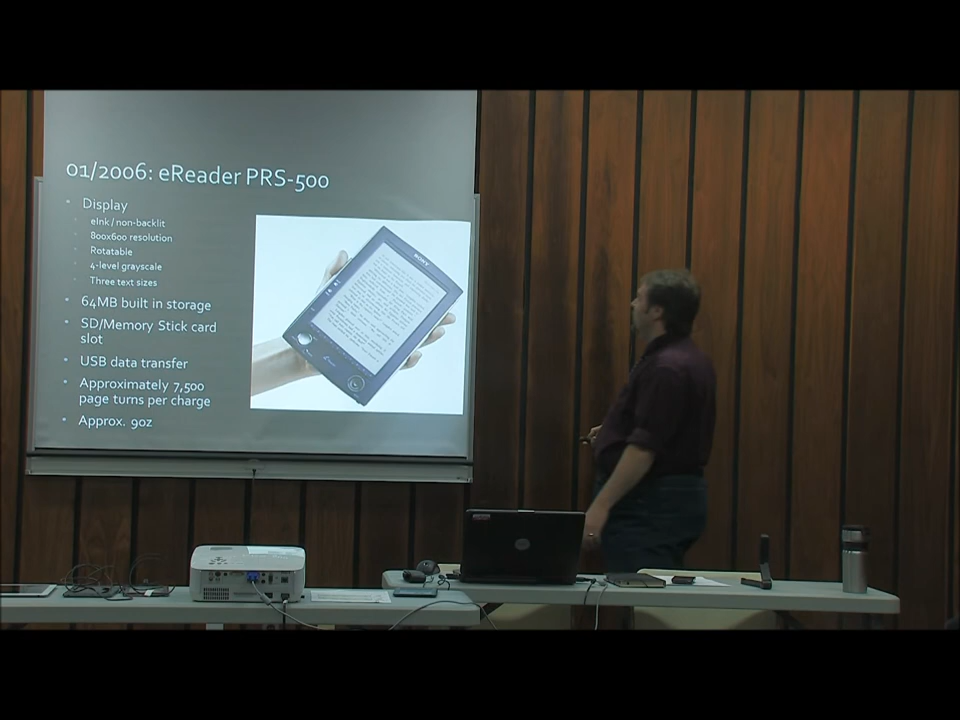 01/2006: eReader PRS-500
Display
eInk / non-backlit
800x600 resolution
Rotatable
4-level grayscale
Three text sizes
64MB built in storage
SD/Memory Stick card
slot
USB data transfer
Approximately 7,500
page turns per charge
Approx. 9oz
SONY